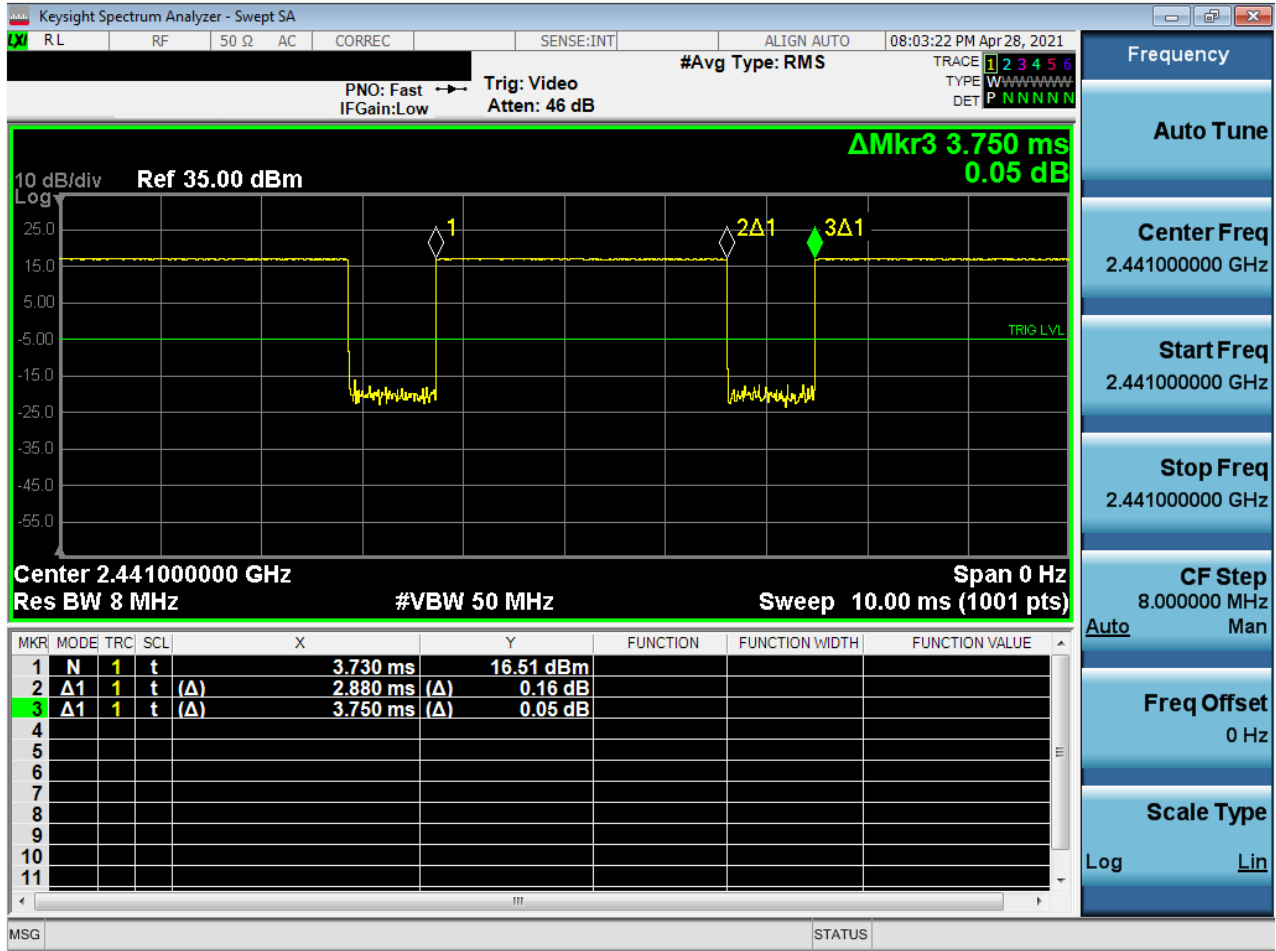 Keysight Spectrum Analyzer - Swept SA
LXI RL RF 50 Ω AC CORREC SENSE:INT ALIGN AUTO 08:03:22 PM Apr 28, 2021
#Avg Type: RMS
TRACE 1 2 3 4 5 6
TYPE WWWWWW
DET P N N N N N
PNO: Fast
IFGain:Low
Trig: Video
Atten: 46 dB
ΔMkr3 3.750 ms
0.05 dB
10 dB/div Ref 35.00 dBm
Log
25.0
15.0
5.00
-5.00
-15.0
-25.0
-35.0
-45.0
-55.0
1
2Δ1
3Δ1
TRIG LVL
Center 2.441000000 GHz Span 0 Hz
Res BW 8 MHz #VBW 50 MHz Sweep 10.00 ms (1001 pts)
MKR MODE TRC SCL X Y FUNCTION FUNCTION WIDTH FUNCTION VALUE
1 N 1 t 3.730 ms 16.51 dBm
2 Δ1 1 t (Δ) 2.880 ms (Δ) 0.16 dB
3 Δ1 1 t (Δ) 3.750 ms (Δ) 0.05 dB
4
5
6
7
8
9
10
11
MSG STATUS
Frequency
Auto Tune
Center Freq
2.441000000 GHz
Start Freq
2.441000000 GHz
Stop Freq
2.441000000 GHz
CF Step
8.000000 MHz
Auto Man
Freq Offset
0 Hz
Scale Type
Log Lin